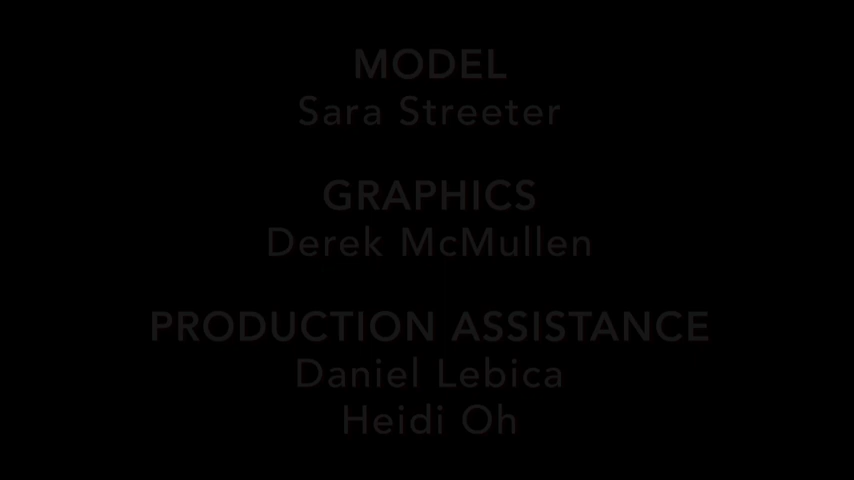 MODEL
Sara Streeter
GRAPHICS
Derek McMullen
PRODUCTION ASSISTANCE
Daniel Lebica
Heidi Oh